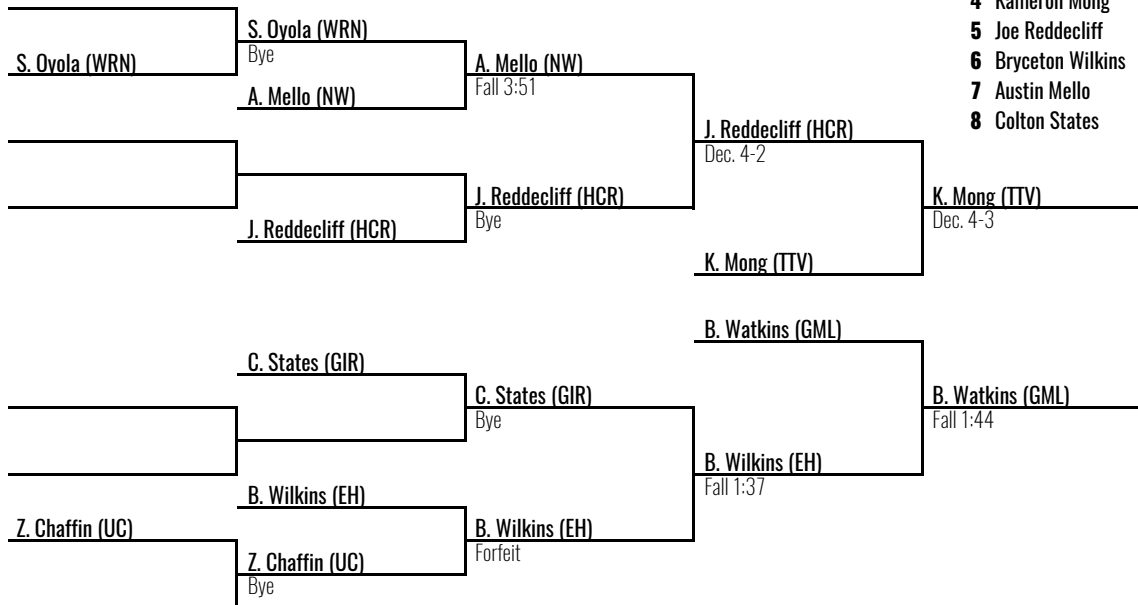 4 Kameron Mong
5 Joe Reddecliff
6 Bryceton Wilkins
7 Austin Mello
8 Colton States
S. Oyola (WRN)
S. Oyola (WRN)
Bye
A. Mello (NW)
A. Mello (NW)
Fall 3:51
J. Reddecliff (HCR)
Dec. 4-2
J. Reddecliff (HCR)
J. Reddecliff (HCR)
Bye
K. Mong (TTV)
Dec. 4-3
K. Mong (TTV)
B. Watkins (GML)
C. States (GIR)
C. States (GIR)
Bye
B. Watkins (GML)
Fall 1:44
B. Wilkins (EH)
Fall 1:37
B. Wilkins (EH)
Z. Chaffin (UC)
B. Wilkins (EH)
Forfeit
Z. Chaffin (UC)
Bye